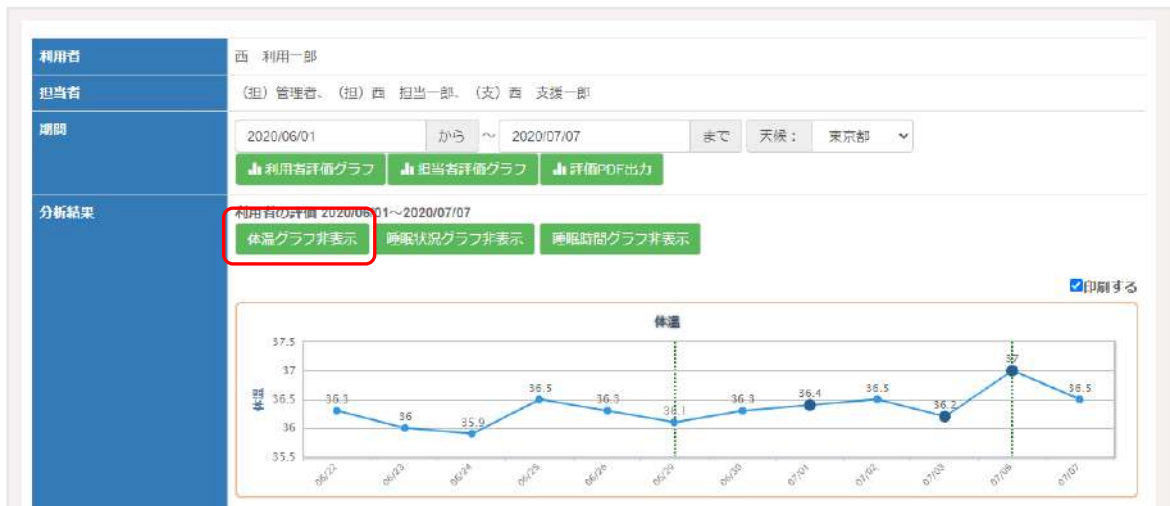 利用者
西 利用一郎
担当者
（担）管理者、（担）西 担当一郎、（支）西 支援一郎
期間
2020/06/01 から ～ 2020/07/07 まで 天候： 東京都
利用者評価グラフ 担当者評価グラフ 評価PDF出力
分析結果
利用者の評価 2020/06/01～2020/07/07
体温グラフ非表示 睡眠状況グラフ非表示 睡眠時間グラフ非表示
印刷する
体温
体温
37.5
37
36.5
36
35.5
36.3 36 35.9 36.5 36.3 36.1 36.3 36.4 36.5 36.2 37 36.5
06/22 06/23 06/24 06/25 06/26 06/29 06/30 07/01 07/02 07/03 07/06 07/07